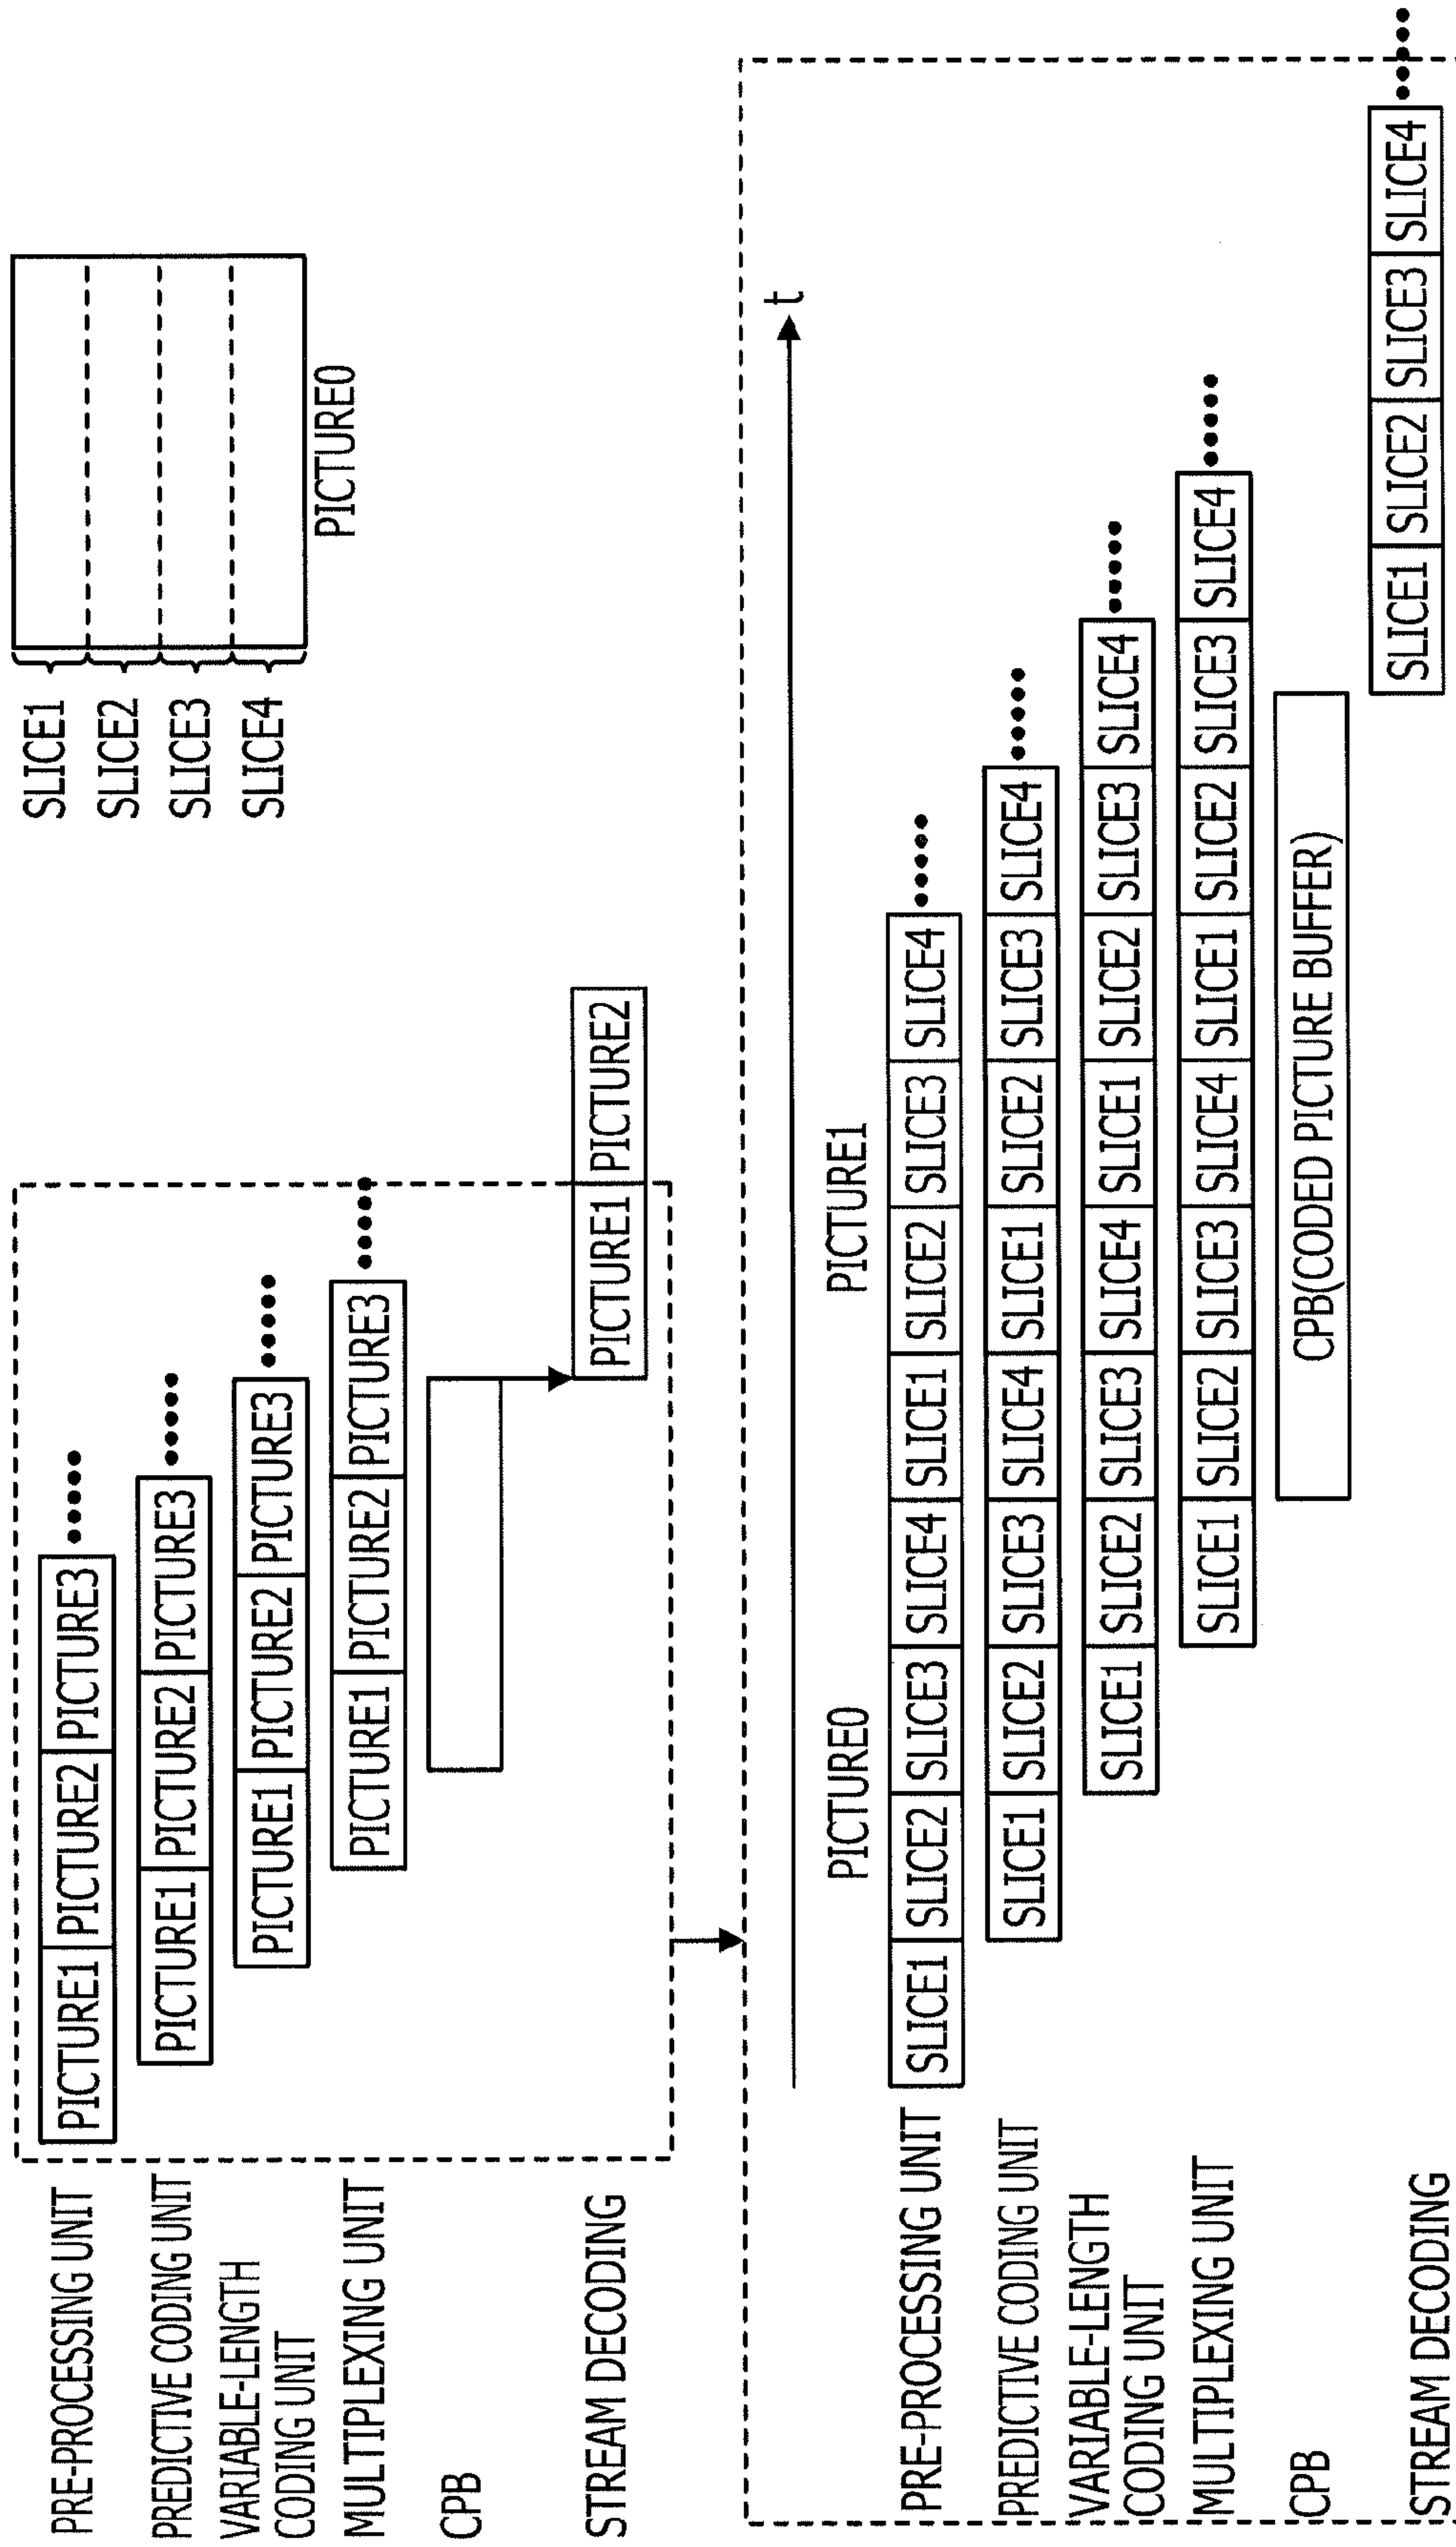 PRE-PROCESSING UNIT
PICTURE1 PICTURE2 PICTURE3
PREDICTIVE CODING UNIT
PICTURE1 PICTURE2 PICTURE3
VARIABLE-LENGTH
CODING UNIT
PICTURE1 PICTURE2 PICTURE3
MULTIPLEXING UNIT
PICTURE1 PICTURE2 PICTURE3
CPB
STREAM DECODING
PICTURE1 PICTURE2
SLICE1
SLICE2
SLICE3
SLICE4
PICTURE0
t
PICTURE0 PICTURE1
PRE-PROCESSING UNIT
SLICE1 SLICE2 SLICE3 SLICE4 SLICE1 SLICE2 SLICE3 SLICE4
PREDICTIVE CODING UNIT
SLICE1 SLICE2 SLICE3 SLICE4 SLICE1 SLICE2 SLICE3 SLICE4
VARIABLE-LENGTH
CODING UNIT
SLICE1 SLICE2 SLICE3 SLICE4 SLICE1 SLICE2 SLICE3 SLICE4
MULTIPLEXING UNIT
SLICE1 SLICE2 SLICE3 SLICE4 SLICE1 SLICE2 SLICE3 SLICE4
CPB
CPB(CODED PICTURE BUFFER)
STREAM DECODING
SLICE1 SLICE2 SLICE3 SLICE4